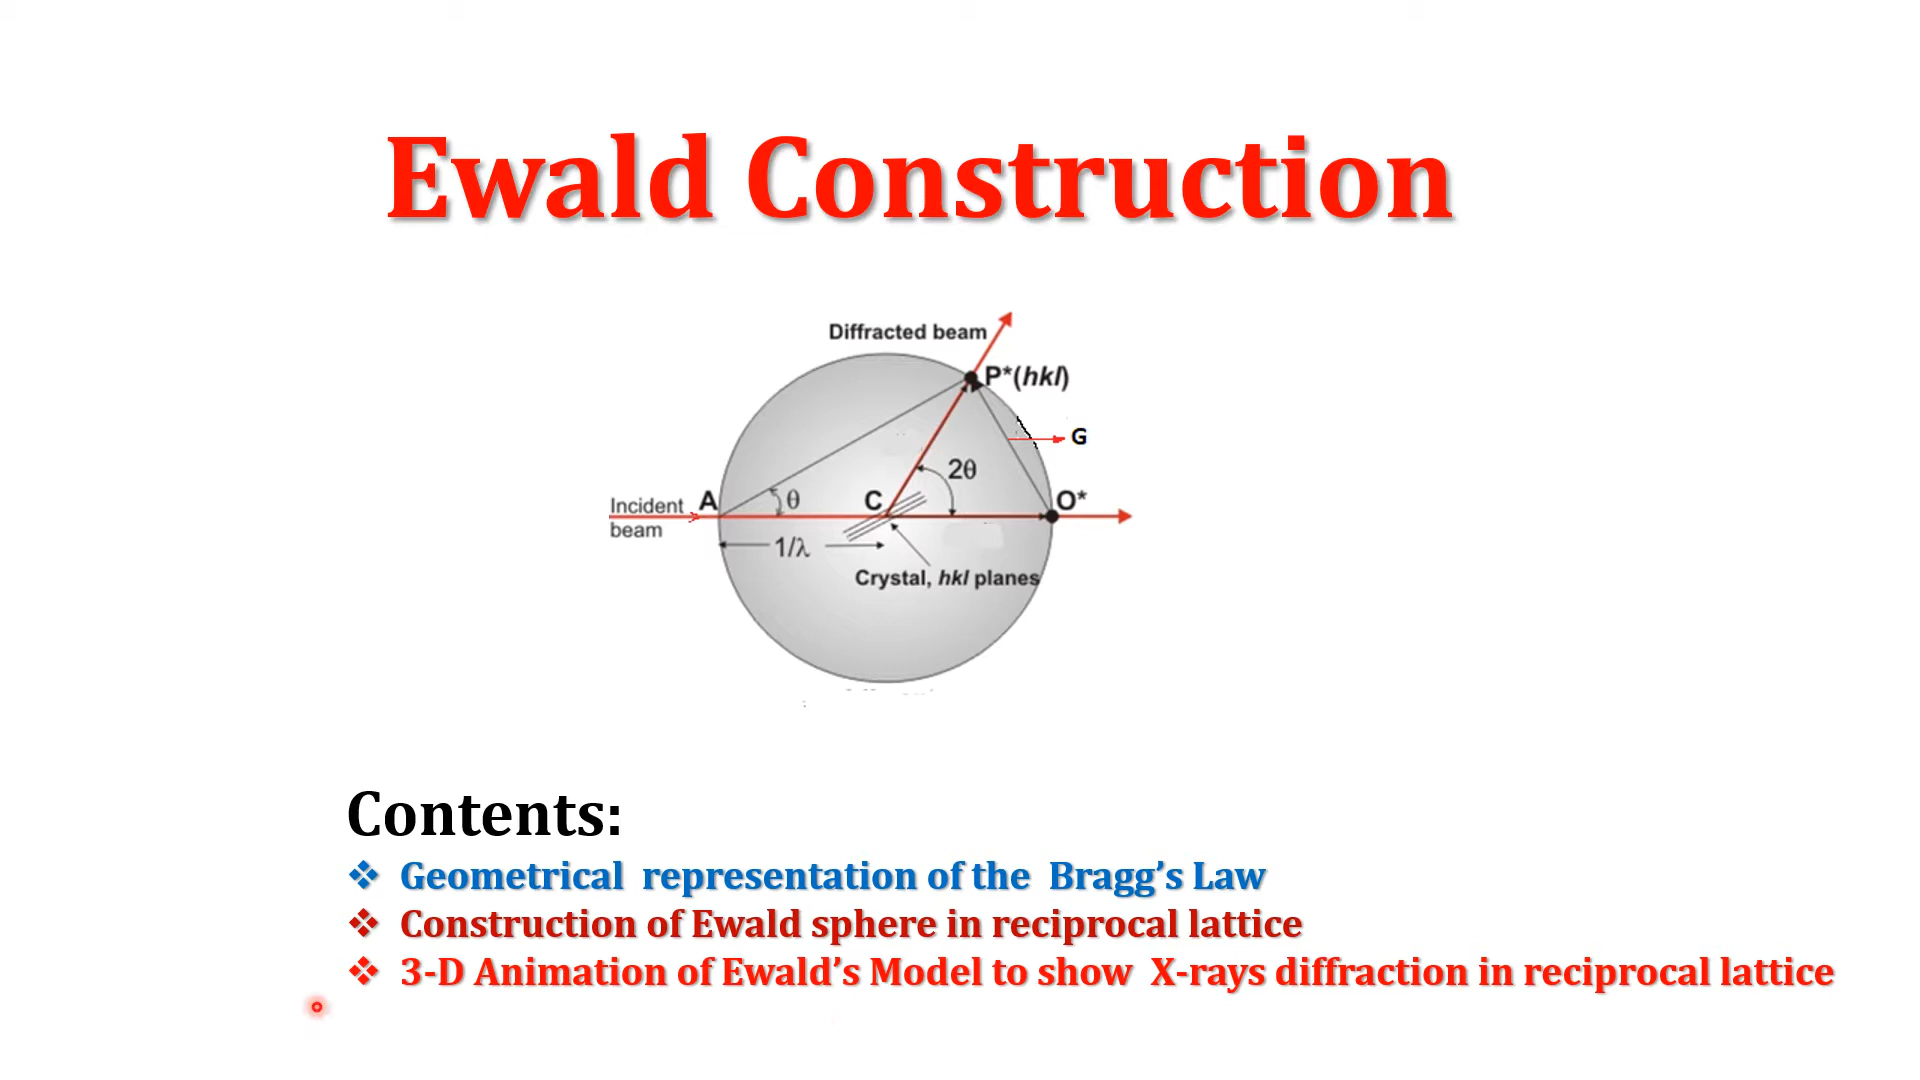 Ewald Construction
Diffracted beam
P*(hkl)
G
2θ
Incident
beam
A
θ
C
O*
1/λ
Crystal, hkl planes
Contents:
❖ Geometrical representation of the Bragg’s Law
❖ Construction of Ewald sphere in reciprocal lattice
❖ 3-D Animation of Ewald’s Model to show X-rays diffraction in reciprocal lattice